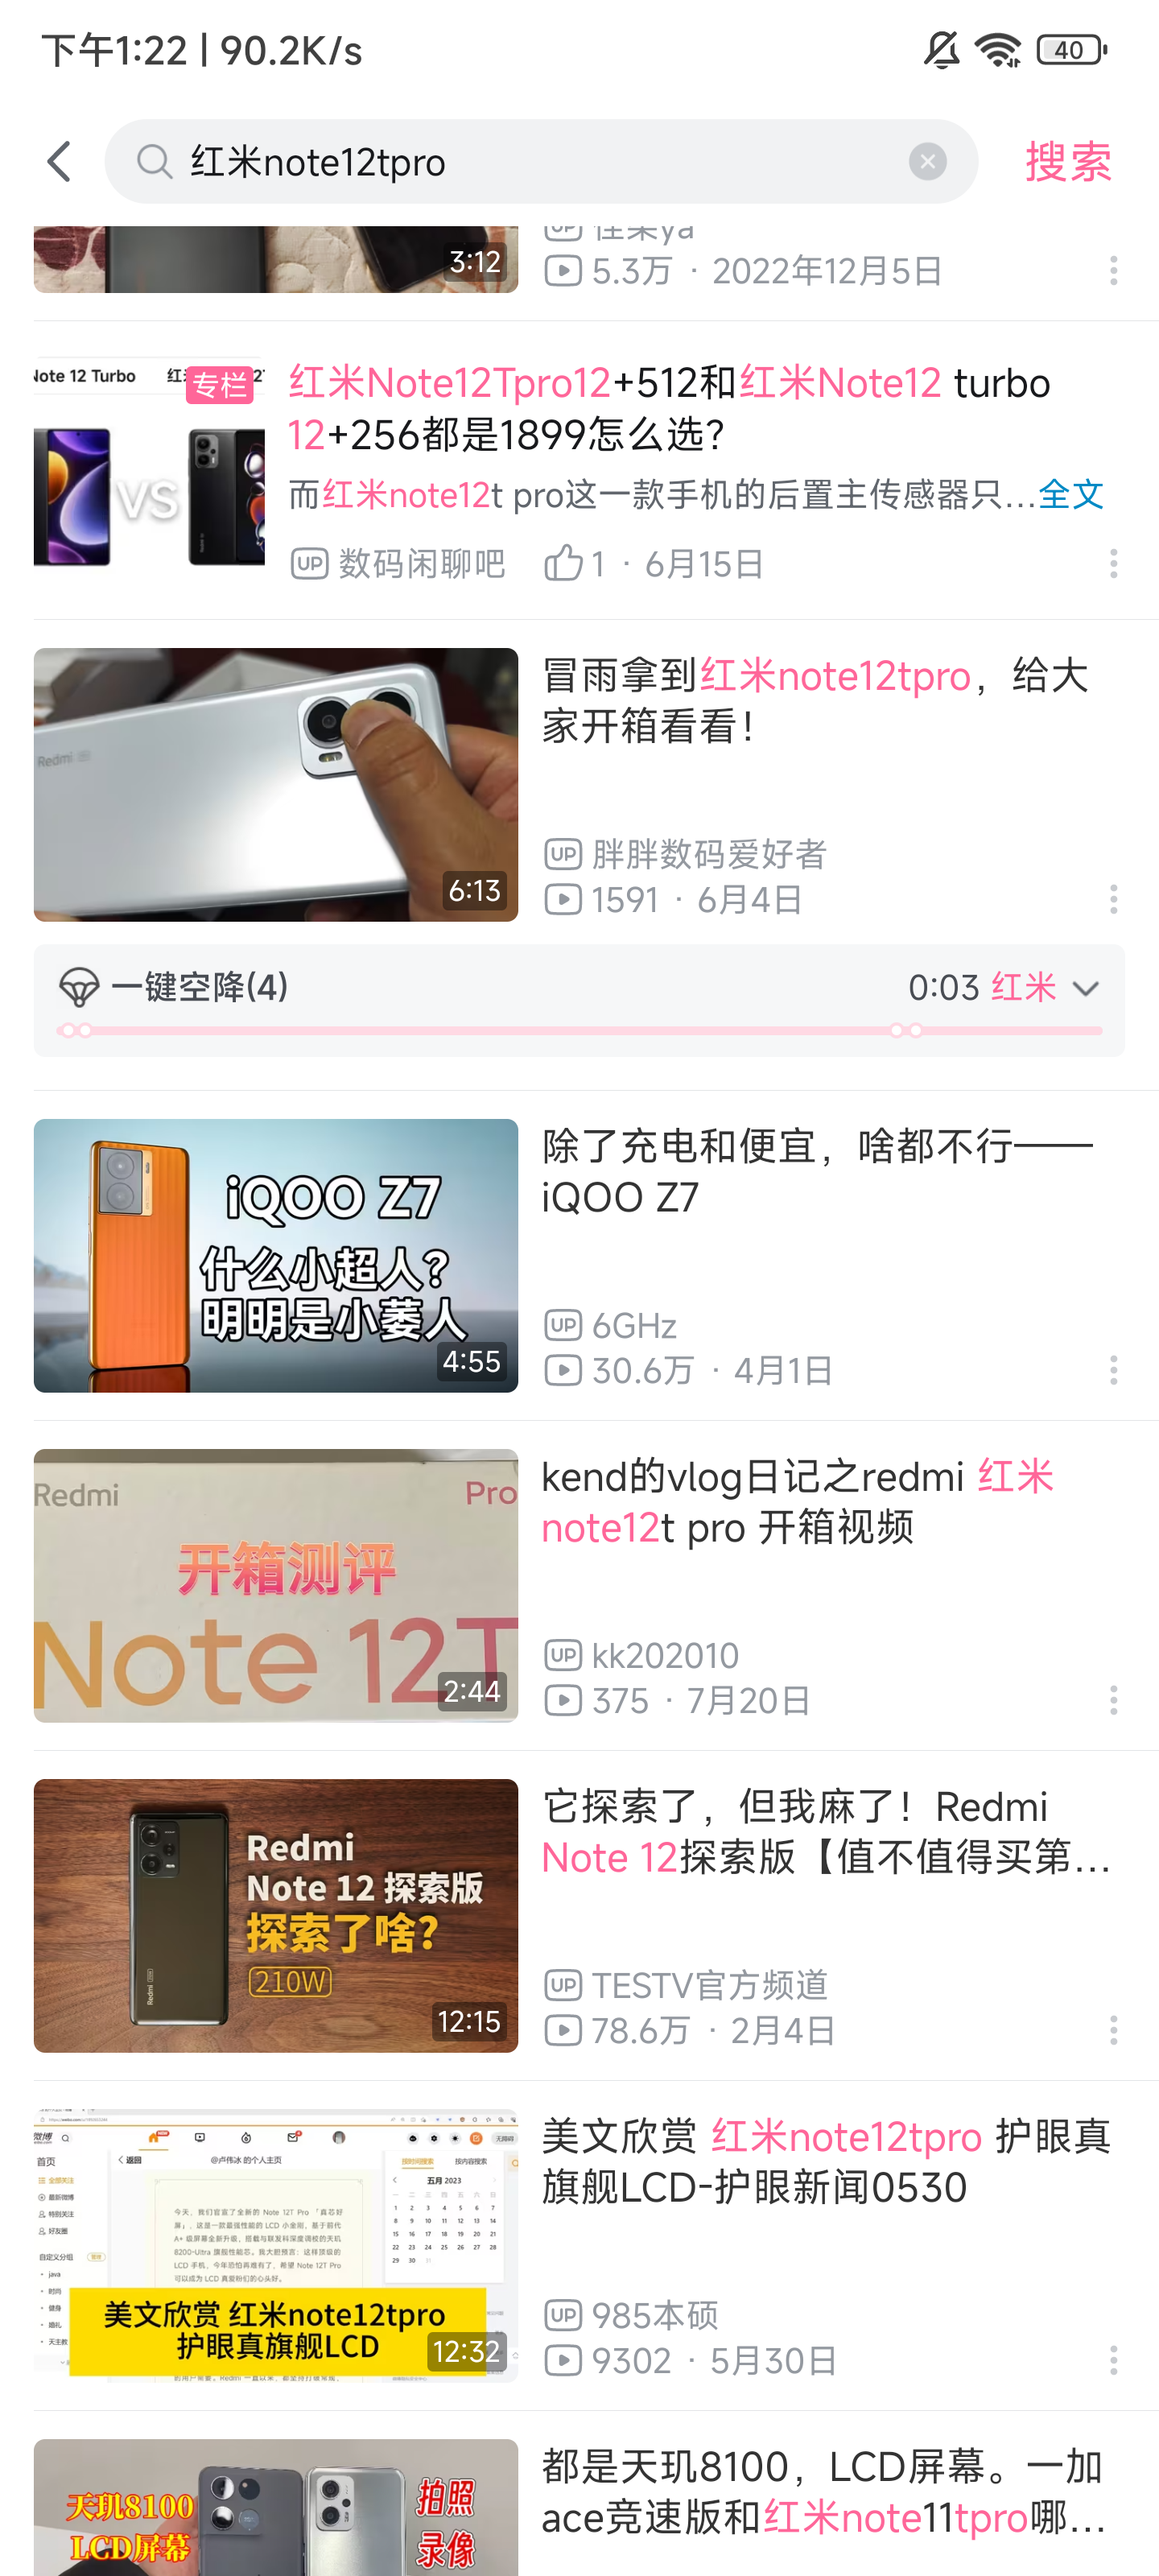 下午1:22 | 90.2K/s
40
红米note12tpro
搜索
3:12
5.3万 · 2022年12月5日
Note 12 Turbo
专栏
VS
红米Note12Tpro12+512和红米Note12 turbo
12+256都是1899怎么选?
而红米note12t pro这一款手机的后置主传感器只...全文
UP 数码闲聊吧 1 · 6月15日
Redmi
6:13
冒雨拿到红米note12tpro，给大
家开箱看看！
UP 胖胖数码爱好者
1591 · 6月4日
一键空降(4)
0:03 红米
iQOO Z7
什么小超人?
明明是小萎人
4:55
除了充电和便宜，啥都不行——
iQOO Z7
UP 6GHz
30.6万 · 4月1日
Redmi
Pro
开箱测评
Note 12T
2:44
kend的vlog日记之redmi 红米
note12t pro 开箱视频
UP kk202010
375 · 7月20日
Redmi
Note 12 探索版
探索了啥?
210W
12:15
它探索了，但我麻了！Redmi
Note 12探索版【值不值得买第...
UP TESTV官方频道
78.6万 · 2月4日
首页
返回
@卢伟冰 的个人主页
五月 2023
美文欣赏 红米note12tpro
护眼真旗舰LCD
12:32
美文欣赏 红米note12tpro 护眼真
旗舰LCD-护眼新闻0530
UP 985本硕
9302 · 5月30日
天玑8100
LCD屏幕
拍照
录像
都是天玑8100，LCD屏幕。一加
ace竞速版和红米note11tpro哪...